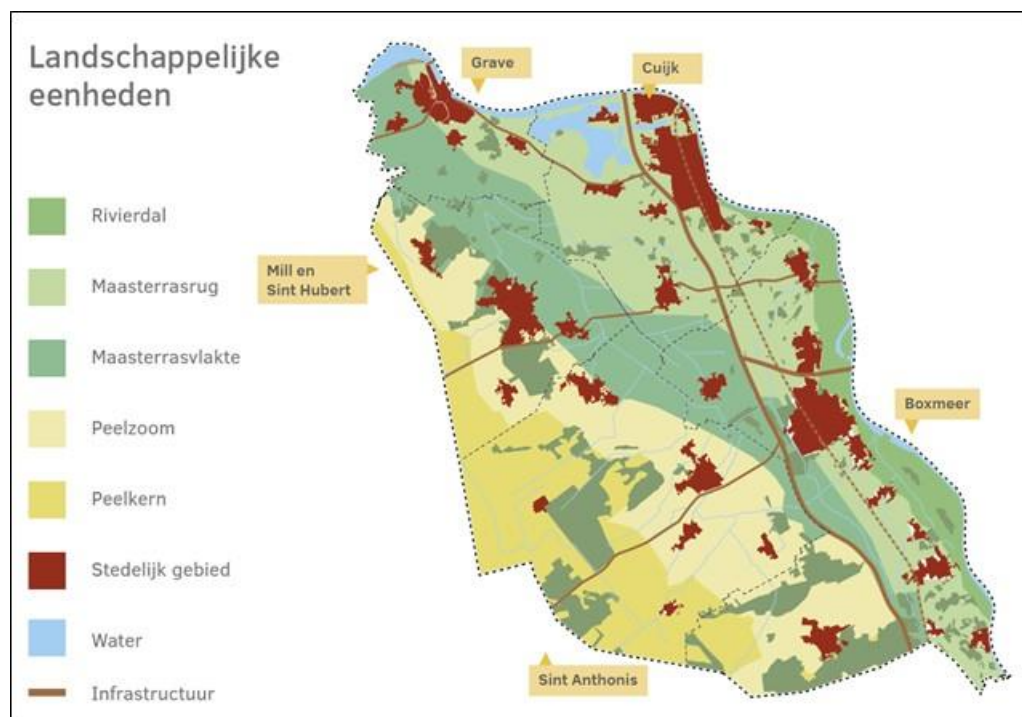 Landschappelijke
eenheden
Rivierdal
Maasterrasrug
Maasterrasvlakte
Peelzoom
Peelkern
Stedelijk gebied
Water
Infrastructuur
Grave
Cuijk
Mill en
Sint Hubert
Boxmeer
Sint Anthonis